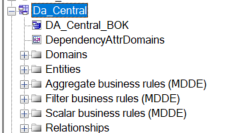 Da_Central
DA_Central_BOK
DependencyAttrDomains
Domains
Entities
Aggregate business rules (MDDE)
Filter business rules (MDDE)
Scalar business rules (MDDE)
Relationships